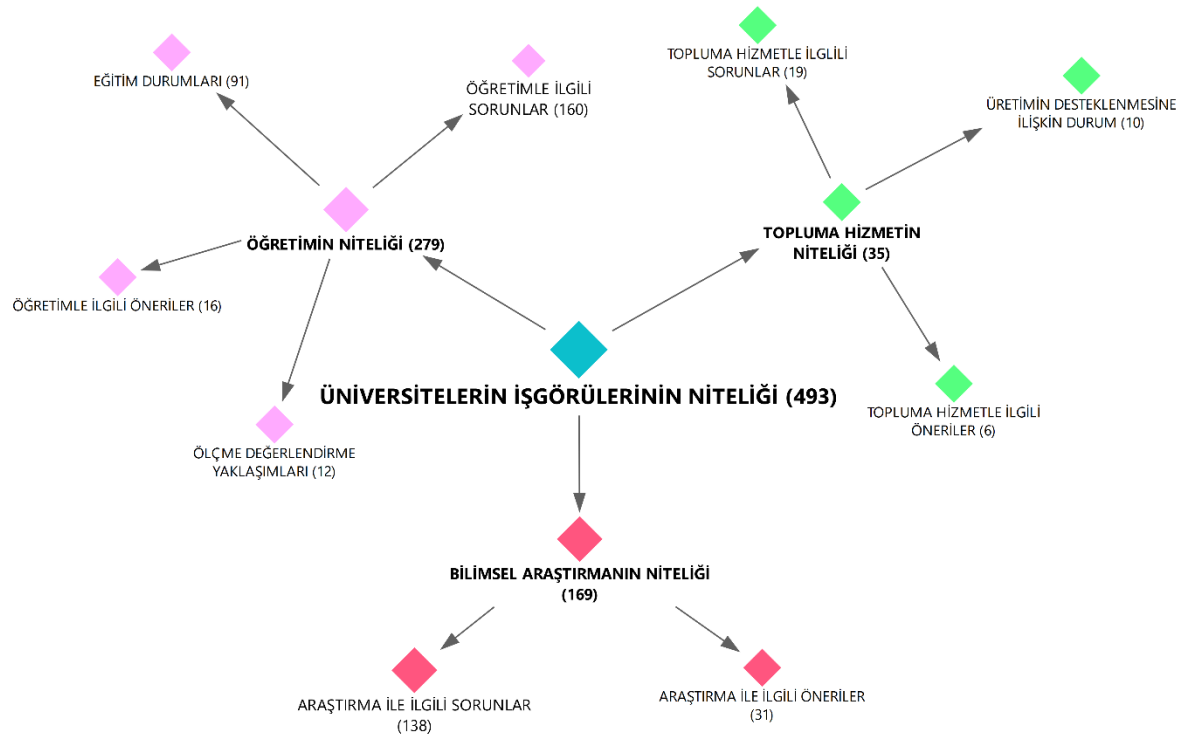 TOPLUMA HİZMETLE İLGLİLİ
SORUNLAR (19)
EĞİTİM DURUMLARI (91)
ÖĞRETİMLE İLGİLİ
SORUNLAR (160)
ÜRETİMİN DESTEKLENMESİNE
İLİŞKİN DURUM (10)
ÖĞRETİMİN NİTELİĞİ (279)
TOPLUMA HİZMETİN
NİTELİĞİ (35)
ÖĞRETİMLE İLGİLİ ÖNERİLER (16)
ÜNİVERSİTELERİN İŞGÖRÜLERİNİN NİTELİĞİ (493)
TOPLUMA HİZMETLE İLGİLİ
ÖNERİLER (6)
ÖLÇME DEĞERLENDİRME
YAKLAŞIMLARI (12)
BİLİMSEL ARAŞTIRMANIN NİTELİĞİ
(169)
ARAŞTIRMA İLE İLGİLİ SORUNLAR
(138)
ARAŞTIRMA İLE İLGİLİ ÖNERİLER
(31)